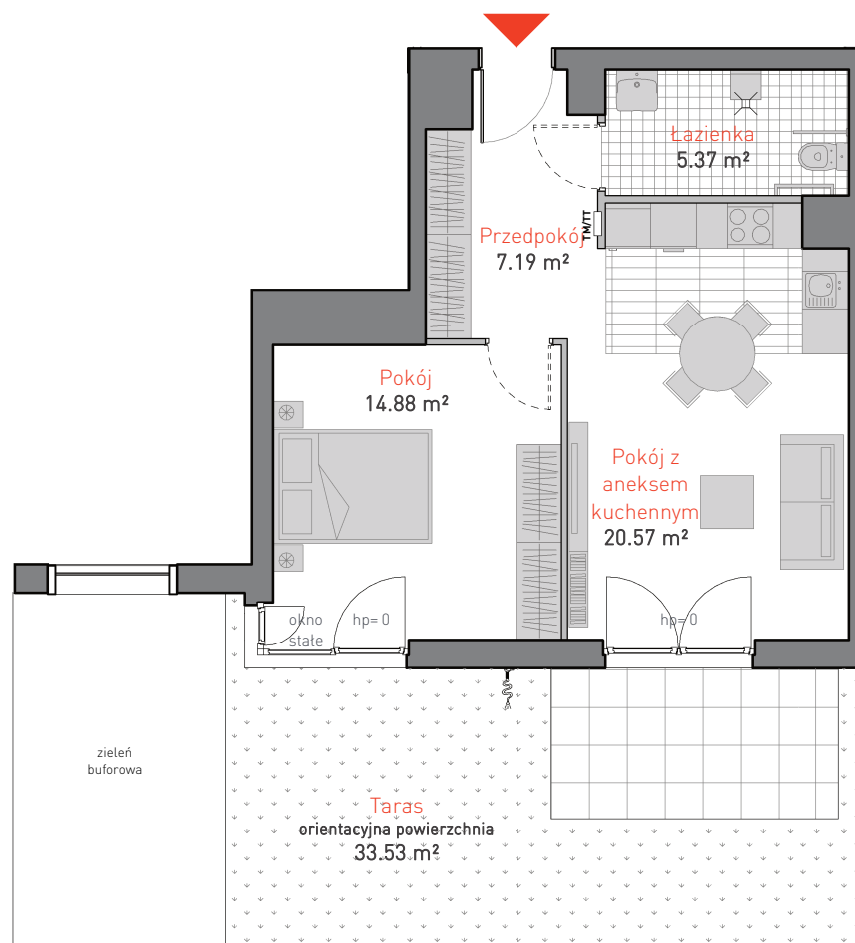 Łazienka
5.37 m²
Przedpokój
7.19 m²
TM/TT
Pokój
14.88 m²
Pokój z
aneksem
kuchennym
20.57 m²
okno
stałe
hp= 0
hp= 0
zieleń
buforowa
Taras
orientacyjna powierzchnia
33.53 m²